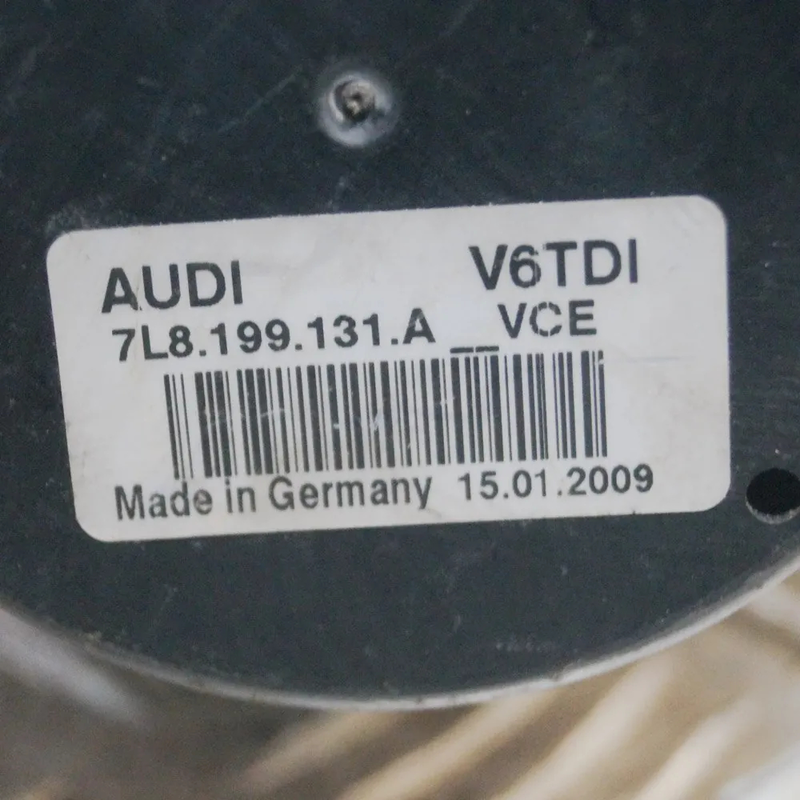 AUDI V6TDI
7L8.199.131.A __VCE
Made in Germany 15.01.2009